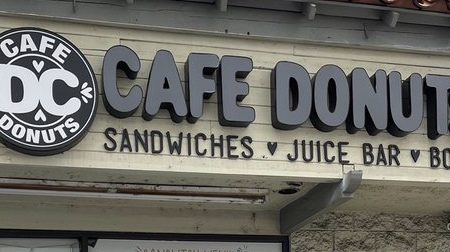 CAFE
DC
DONUTS
CAFE DONUT
SANDWICHES ♥ JUICE BAR ♥ BO